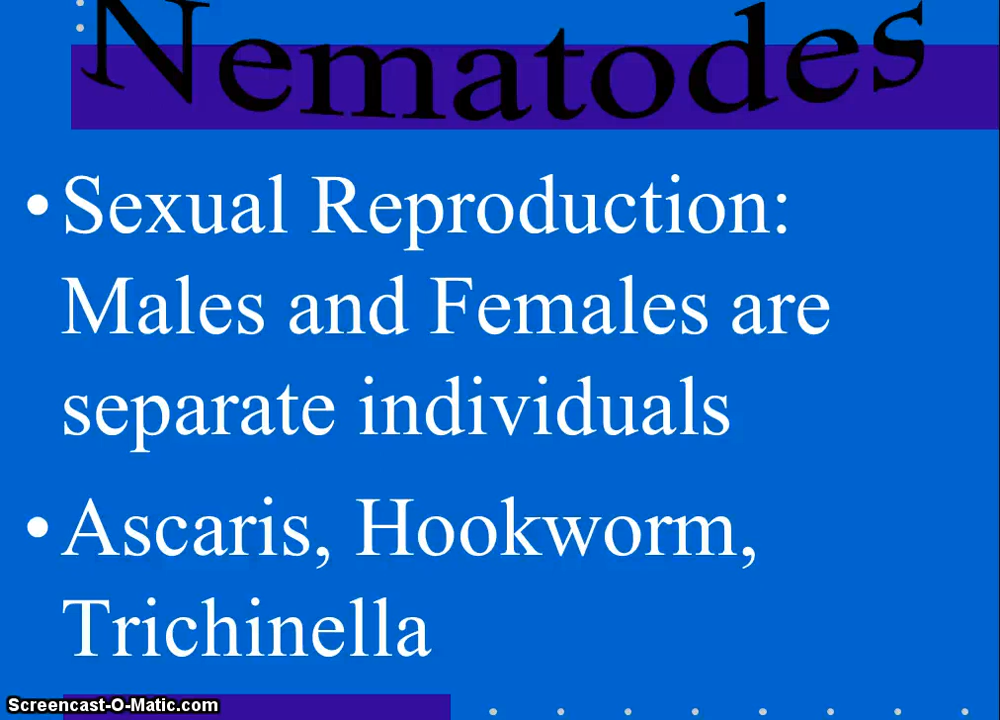 Nematodes
• Sexual Reproduction:
Males and Females are
separate individuals
• Ascaris, Hookworm,
Trichinella
Screencast-O-Matic.com